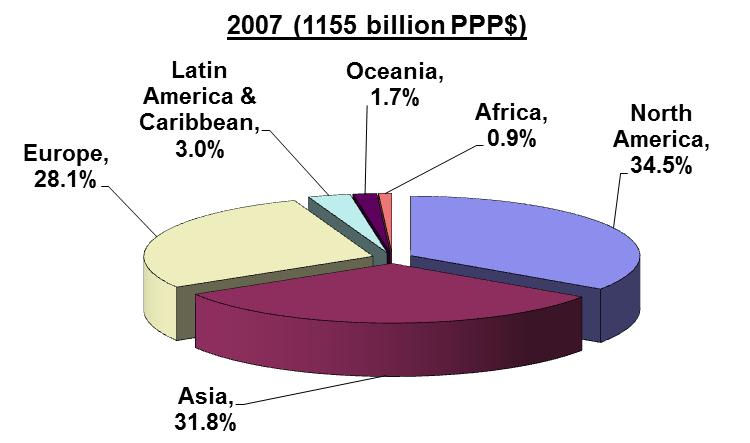 2007 (1155 billion PPP$)
Latin
America &
Caribbean,
3.0%
Oceania,
1.7%
Africa,
0.9%
North
America,
34.5%
Europe,
28.1%
Asia,
31.8%